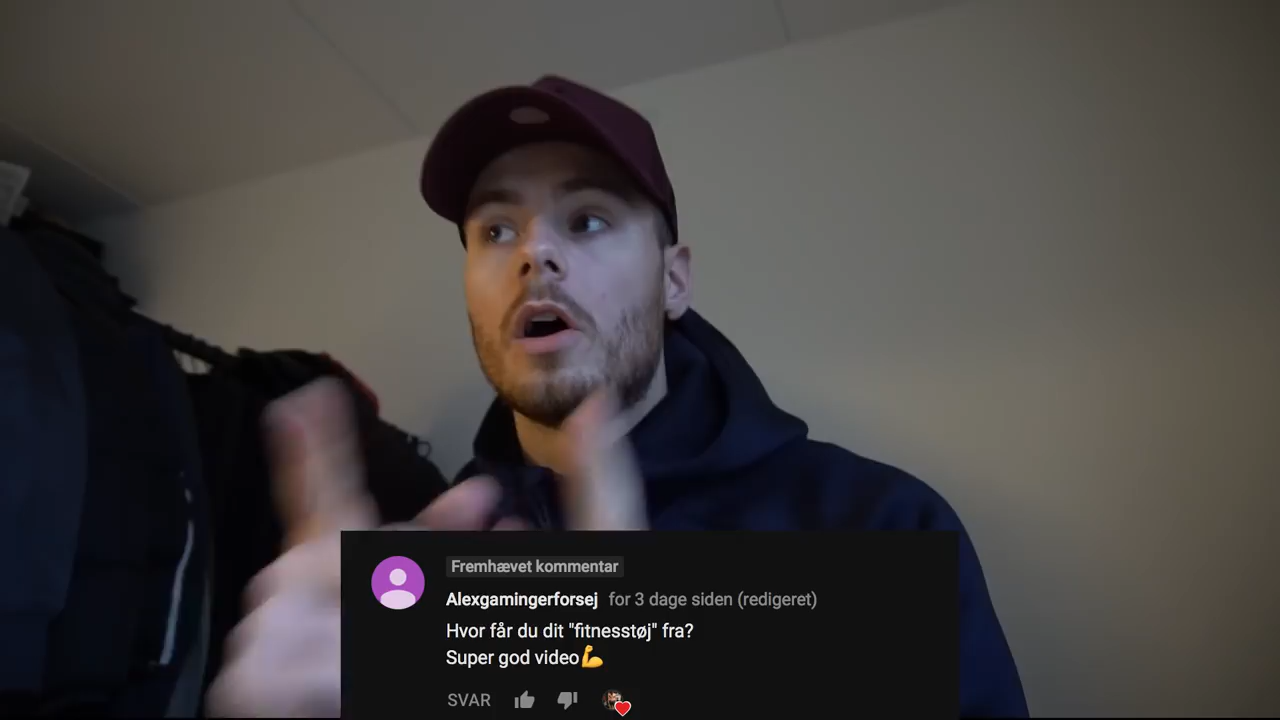 Fremhævet kommentar
Alexgamingerforsej for 3 dage siden (redigeret)
Hvor får du dit "fitnesstøj" fra?
Super god video💪
SVAR